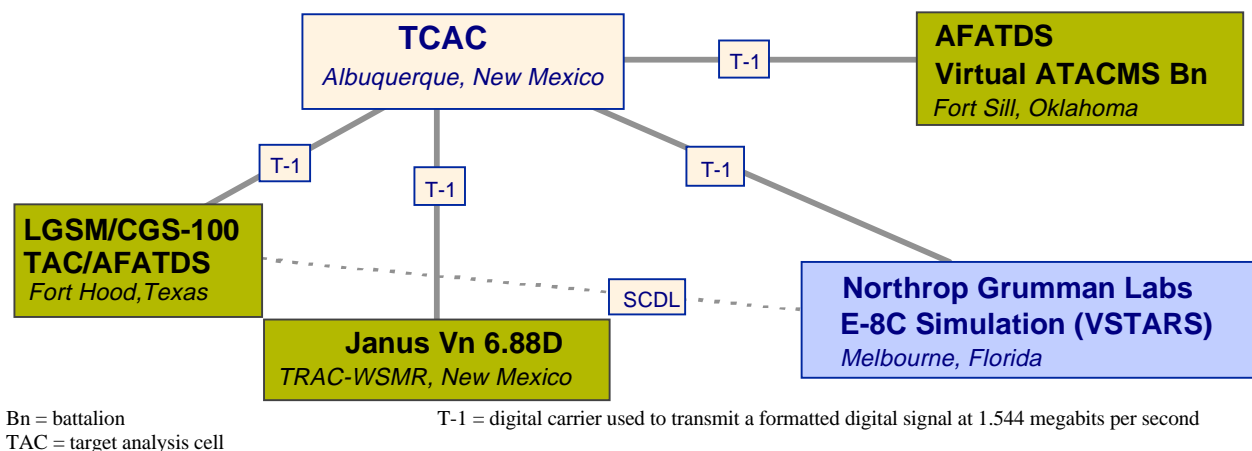 TCAC
Albuquerque, New Mexico
T-1
AFATDS
Virtual ATACMS Bn
Fort Sill, Oklahoma
T-1
T-1
T-1
LGSM/CGS-100
TAC/AFATDS
Fort Hood,Texas
SCDL
Northrop Grumman Labs
E-8C Simulation (VSTARS)
Melbourne, Florida
Janus Vn 6.88D
TRAC-WSMR, New Mexico
Bn = battalion
T-1 = digital carrier used to transmit a formatted digital signal at 1.544 megabits per second
TAC = target analysis cell